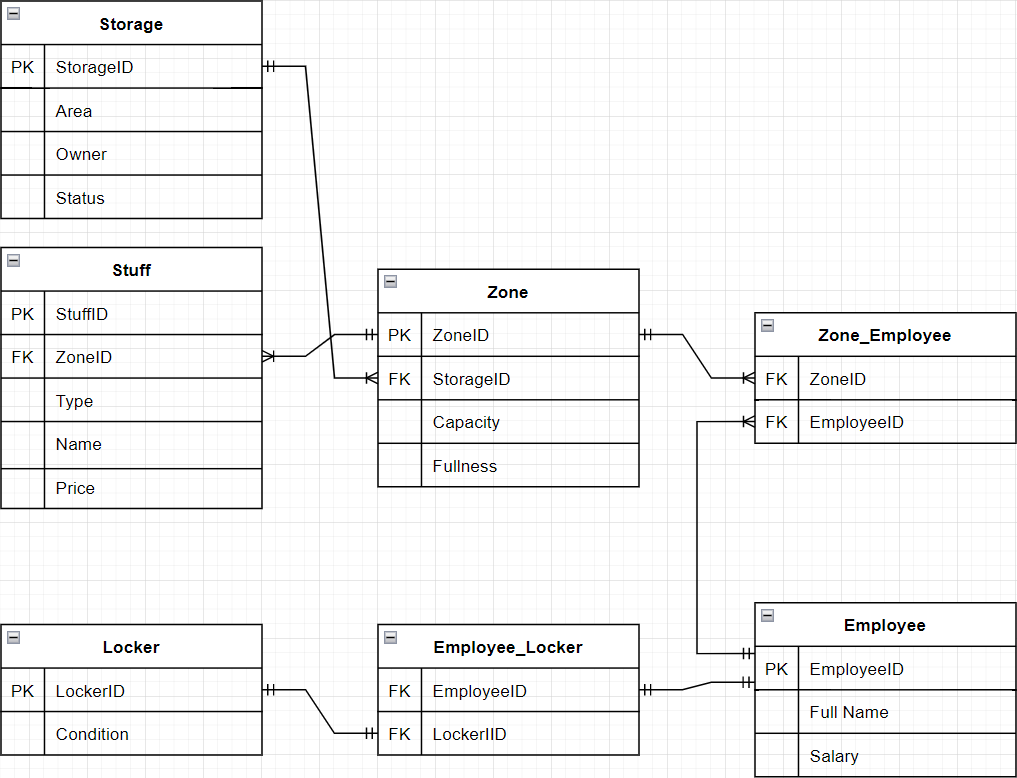 Storage
PK StorageID
Area
Owner
Status
Stuff
PK StuffID
FK ZoneID
Type
Name
Price
Zone
PK ZoneID
FK StorageID
Capacity
Fullness
Zone_Employee
FK ZoneID
FK EmployeeID
Locker
PK LockerID
Condition
Employee_Locker
FK EmployeeID
FK LockerIID
Employee
PK EmployeeID
Full Name
Salary